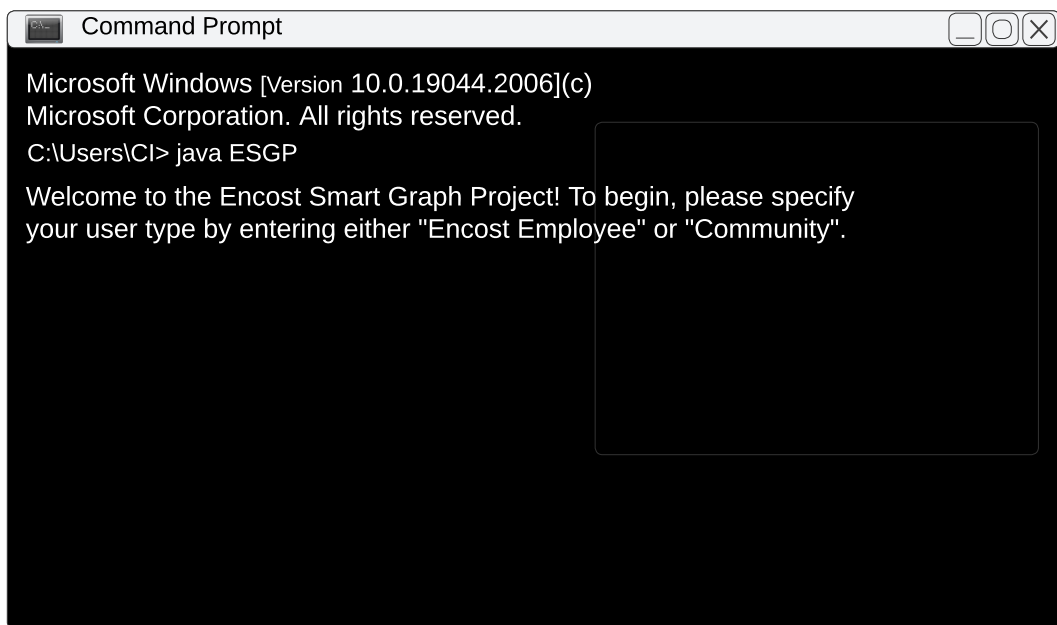 Command Prompt
Microsoft Windows [Version 10.0.19044.2006](c)
Microsoft Corporation. All rights reserved.
C:\Users\CI> java ESGP
Welcome to the Encost Smart Graph Project! To begin, please specify
your user type by entering either "Encost Employee" or "Community".